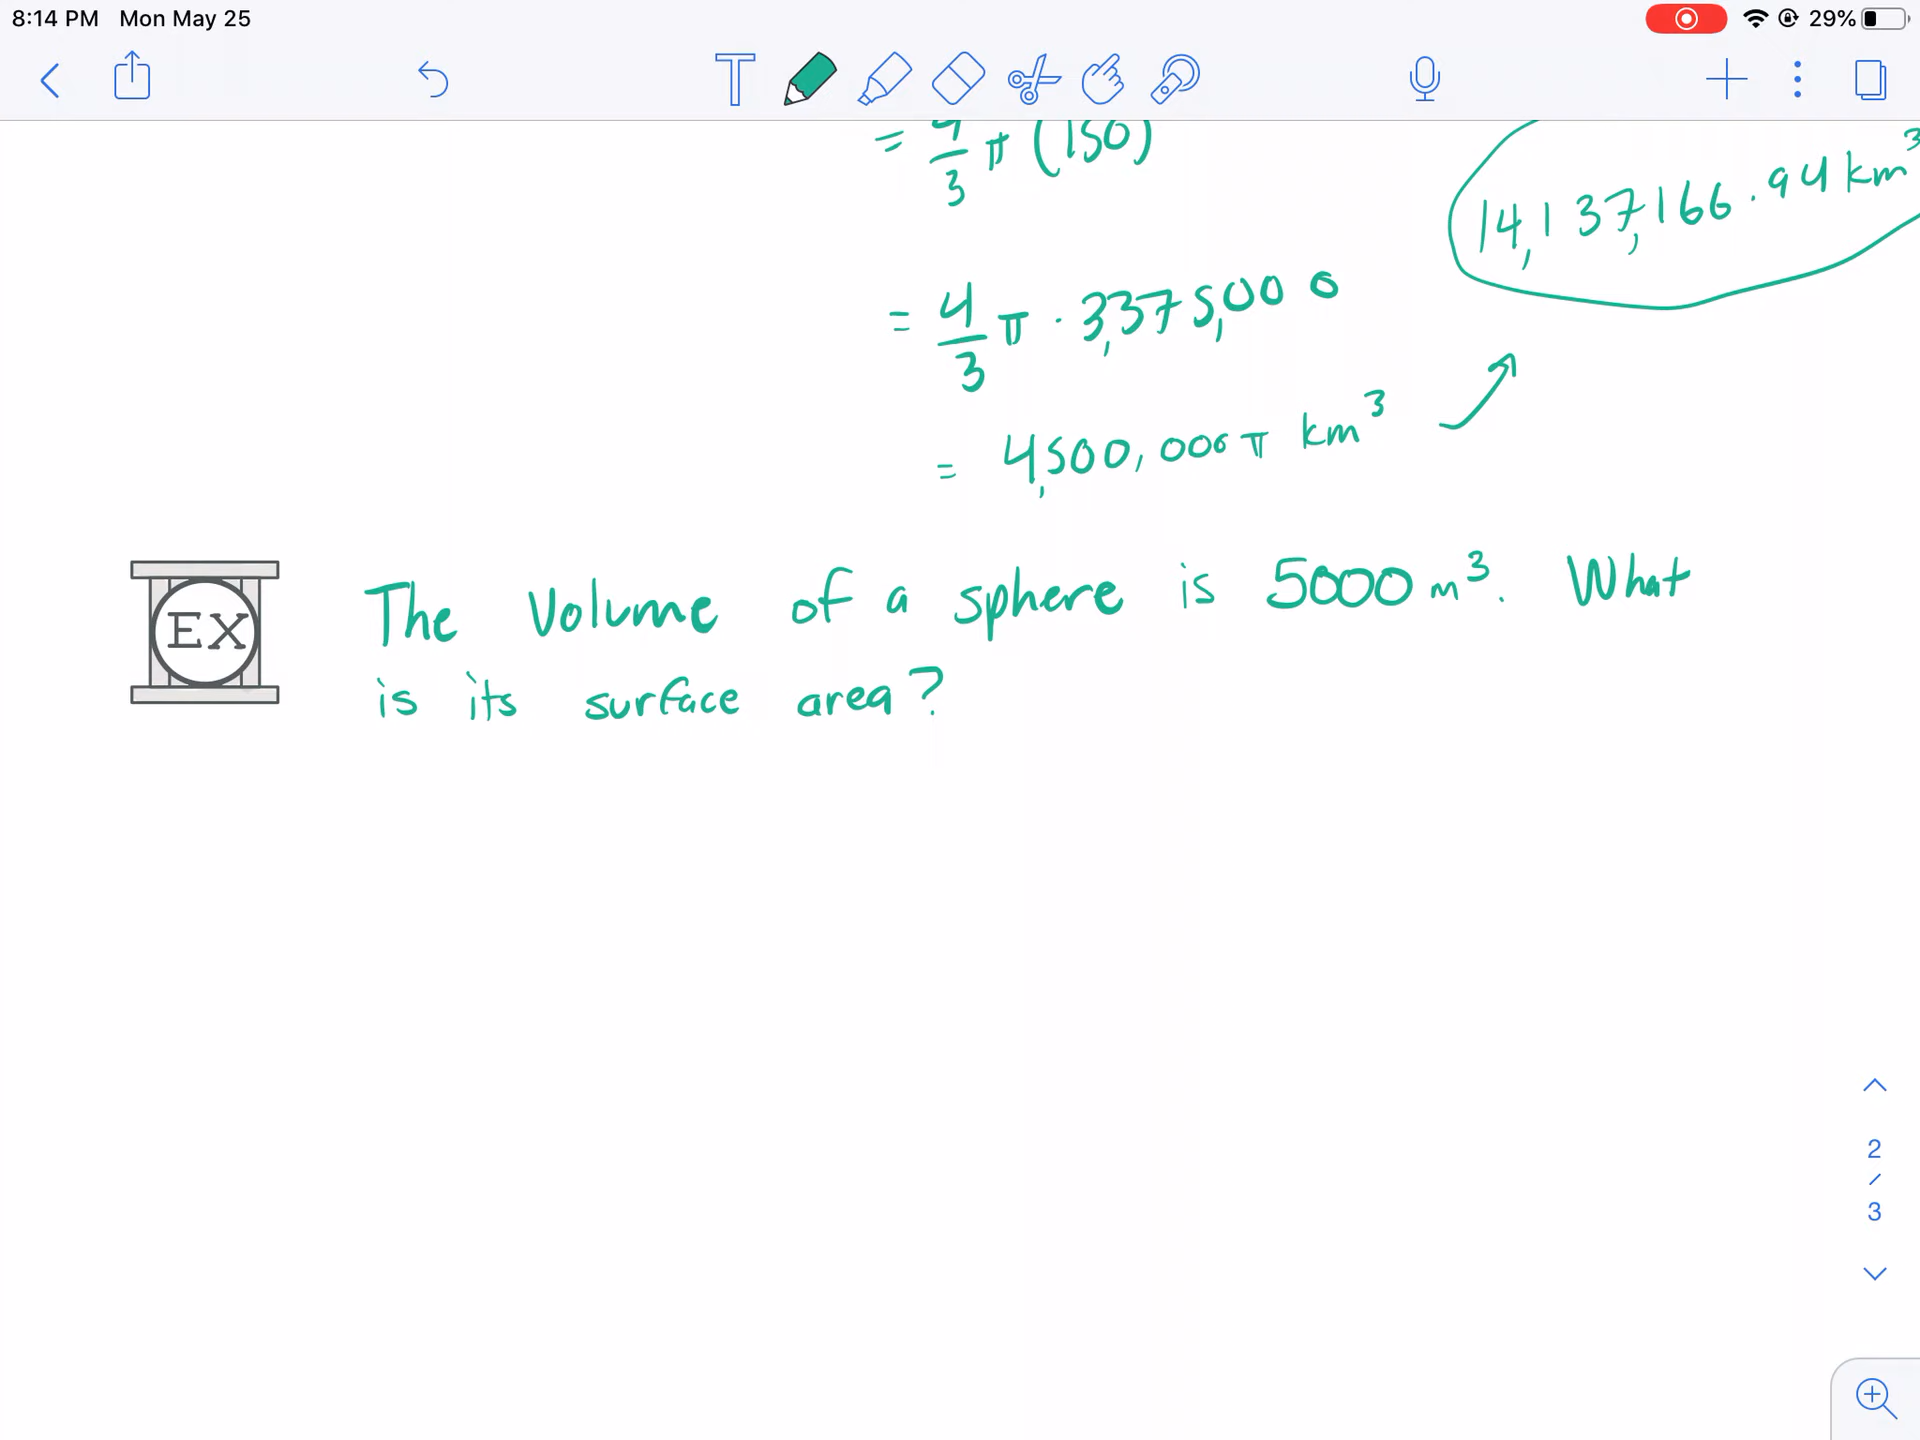 8:14 PM Mon May 25
29%
= 4/3 π (150)
14,137,166.94 km³
= 4/3 π · 3,375,000
= 4,500,000 π km³
EX
The Volume of a sphere is 5000 m³. What
is its surface area?
2
/
3